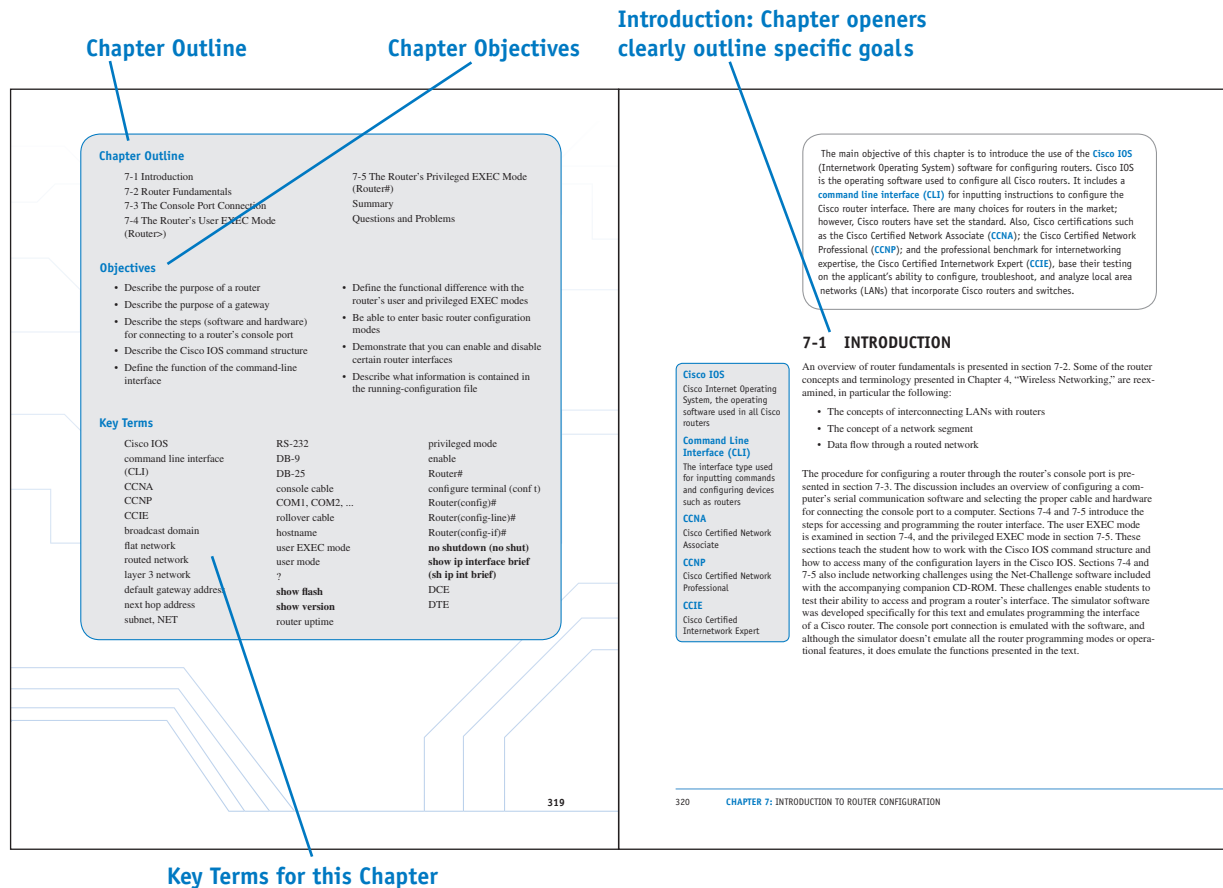 Chapter Outline
Chapter Objectives
Introduction: Chapter openers
clearly outline specific goals
Chapter Outline
7-1 Introduction
7-2 Router Fundamentals
7-3 The Console Port Connection
7-4 The Router's User EXEC Mode
(Router>)
7-5 The Router's Privileged EXEC Mode
(Router#)
Summary
Questions and Problems
Objectives
• Describe the purpose of a router
• Describe the purpose of a gateway
• Describe the steps (software and hardware)
for connecting to a router's console port
• Describe the Cisco IOS command structure
• Define the function of the command-line
interface
• Define the functional difference with the
router's user and privileged EXEC modes
• Be able to enter basic router configuration
modes
• Demonstrate that you can enable and disable
certain router interfaces
• Describe what information is contained in
the running-configuration file
Key Terms
Cisco IOS
command line interface
(CLI)
CCNA
CCNP
CCIE
broadcast domain
flat network
routed network
layer 3 network
default gateway address
next hop address
subnet, NET
RS-232
DB-9
DB-25
console cable
COM1, COM2, ...
rollover cable
hostname
user EXEC mode
user mode
?
show flash
show version
router uptime
privileged mode
enable
Router#
configure terminal (conf t)
Router(config)#
Router(config-line)#
Router(config-if)#
no shutdown (no shut)
show ip interface brief
(sh ip int brief)
DCE
DTE
319
Key Terms for this Chapter
The main objective of this chapter is to introduce the use of the Cisco IOS
(Internetwork Operating System) software for configuring routers. Cisco IOS
is the operating software used to configure all Cisco routers. It includes a
command line interface (CLI) for inputting instructions to configure the
Cisco router interface. There are many choices for routers in the market;
however, Cisco routers have set the standard. Also, Cisco certifications such
as the Cisco Certified Network Associate (CCNA); the Cisco Certified Network
Professional (CCNP); and the professional benchmark for internetworking
expertise, the Cisco Certified Internetwork Expert (CCIE), base their testing
on the applicant's ability to configure, troubleshoot, and analyze local area
networks (LANs) that incorporate Cisco routers and switches.
7-1 INTRODUCTION
An overview of router fundamentals is presented in section 7-2. Some of the router
concepts and terminology presented in Chapter 4, "Wireless Networking," are reex-
amined, in particular the following:
• The concepts of interconnecting LANs with routers
• The concept of a network segment
• Data flow through a routed network
The procedure for configuring a router through the router's console port is pre-
sented in section 7-3. The discussion includes an overview of configuring a com-
puter's serial communication software and selecting the proper cable and hardware
for connecting the console port to a computer. Sections 7-4 and 7-5 introduce the
steps for accessing and programming the router interface. The user EXEC mode
is examined in section 7-4, and the privileged EXEC mode in section 7-5. These
sections teach the student how to work with the Cisco IOS command structure and
how to access many of the configuration layers in the Cisco IOS. Sections 7-4 and
7-5 also include networking challenges using the Net-Challenge software included
with the accompanying companion CD-ROM. These challenges enable students to
test their ability to access and program a router's interface. The simulator software
was developed specifically for this text and emulates programming the interface
of a Cisco router. The console port connection is emulated with the software, and
although the simulator doesn't emulate all the router programming modes or opera-
tional features, it does emulate the functions presented in the text.
Cisco IOS
Cisco Internet Operating
System, the operating
software used in all Cisco
routers
Command Line
Interface (CLI)
The interface type used
for inputting commands
and configuring devices
such as routers
CCNA
Cisco Certified Network
Associate
CCNP
Cisco Certified Network
Professional
CCIE
Cisco Certified
Internetwork Expert
320 CHAPTER 7: INTRODUCTION TO ROUTER CONFIGURATION